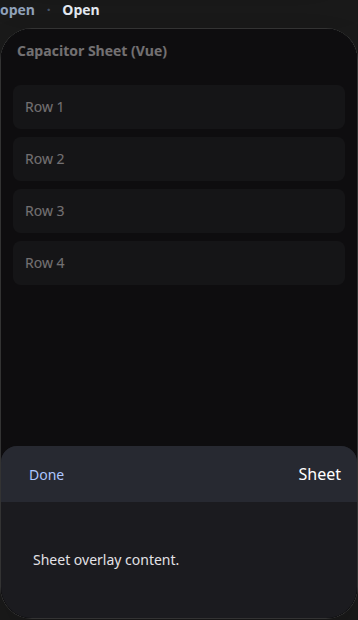 open · Open
Capacitor Sheet (Vue)
Row 1
Row 2
Row 3
Row 4
Done Sheet
Sheet overlay content.